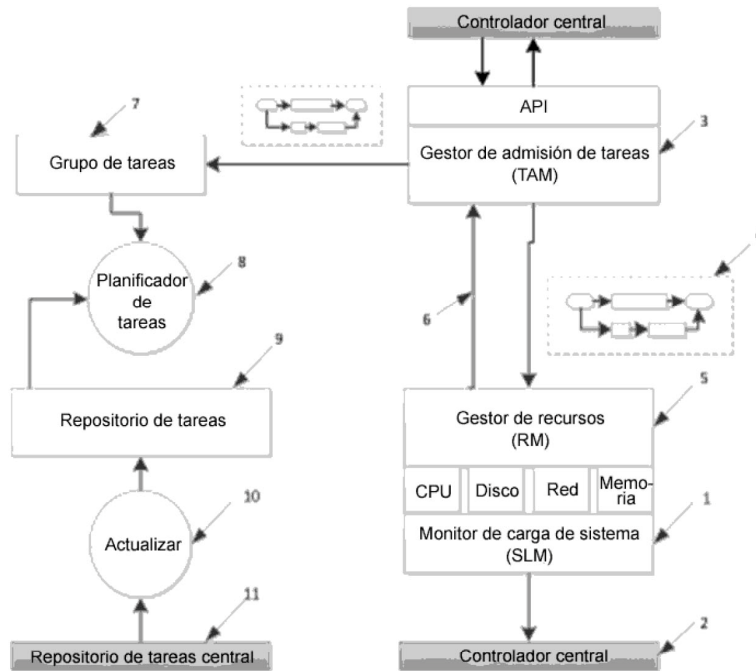 Controlador central
API
7
3
Grupo de tareas
Gestor de admisión de tareas
(TAM)
Planificador
de
tareas
8
6
9
5
Repositorio de tareas
Gestor de recursos
(RM)
CPU
Disco
Red
Memo-
ria
10
1
Actualizar
Monitor de carga de sistema
(SLM)
11
2
Repositorio de tareas central
Controlador central